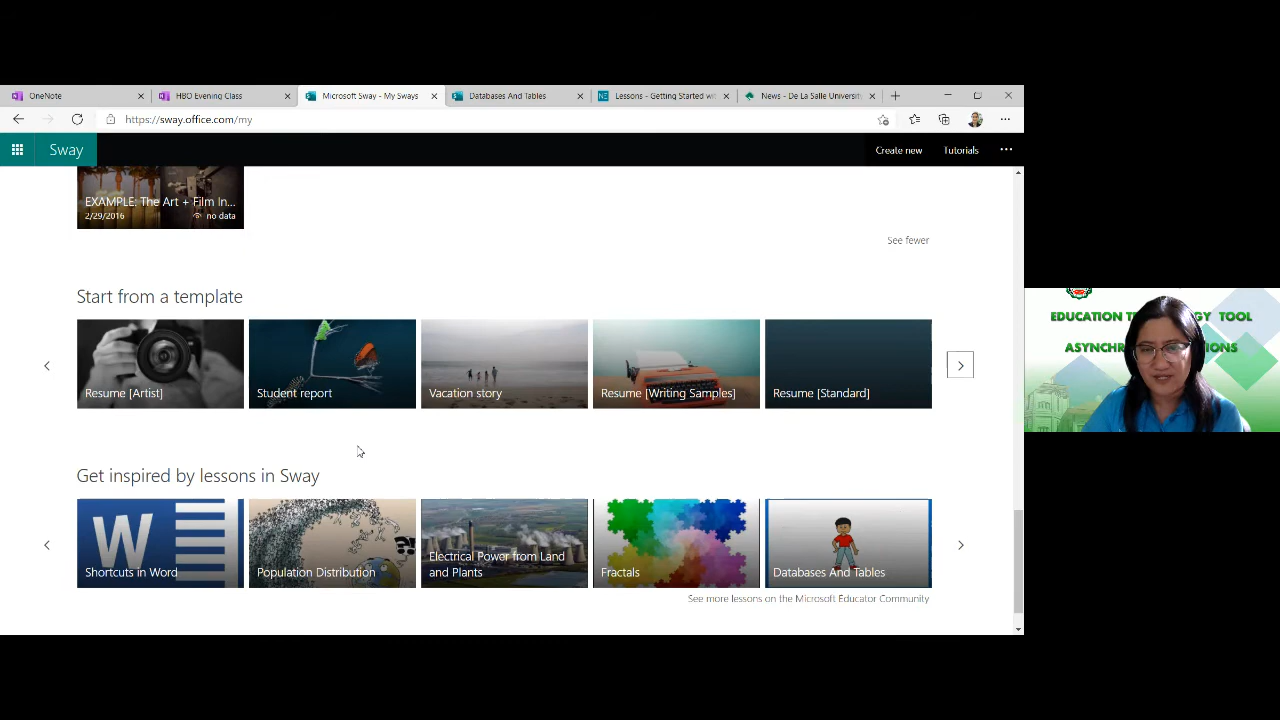 OneNote
HBO Evening Class
Microsoft Sway - My Sways
Databases And Tables
Lessons - Getting Started wit
News - De La Salle Universit
https://sway.office.com/my
Sway
Create new
Tutorials
EXAMPLE: The Art + Film In...
2/29/2016
no data
See fewer
Start from a template
Resume [Artist]
Student report
Vacation story
Resume [Writing Samples]
Resume [Standard]
Get inspired by lessons in Sway
W
Shortcuts in Word
Population Distribution
Electrical Power from Land
and Plants
Fractals
Databases And Tables
See more lessons on the Microsoft Educator Community
EDUCATION TE GY TOOL
ASYNCHR IONS